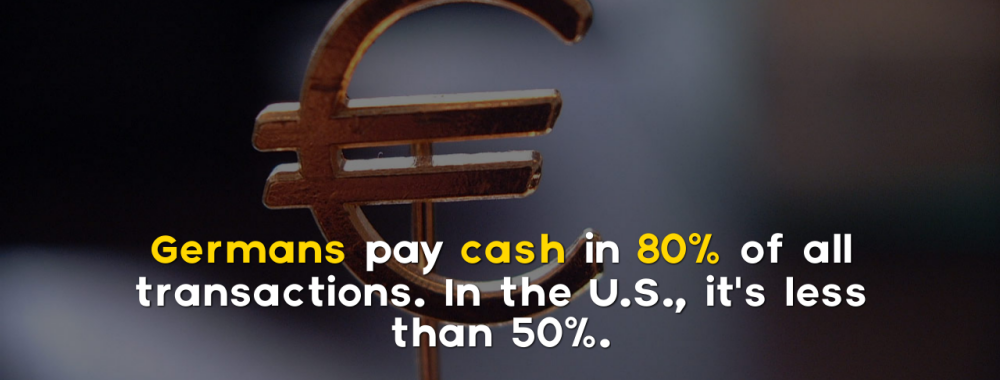 Germans pay cash in 80% of all
transactions. In the U.S., it's less
than 50%.